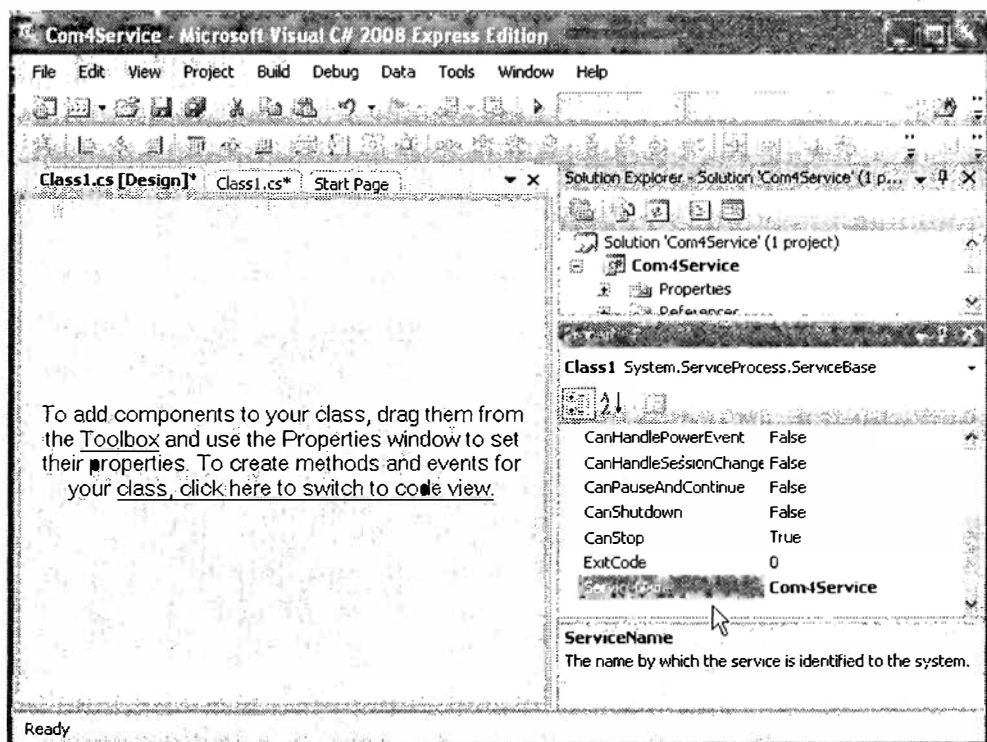 Com4Service - Microsoft Visual C# 2008 Express Edition
File Edit View Project Build Debug Data Tools Window Help
Class1.cs [Design]* Class1.cs* Start Page
Solution Explorer - Solution 'Com4Service' (1 p...
Solution 'Com4Service' (1 project)
Com4Service
Properties
References
Class1 System.ServiceProcess.ServiceBase
To add components to your class, drag them from
the Toolbox and use the Properties window to set
their properties. To create methods and events for
your class, click here to switch to code view.
CanHandlePowerEvent False
CanHandleSessionChange False
CanPauseAndContinue False
CanShutdown False
CanStop True
ExitCode 0
Com4Service
ServiceName
The name by which the service is identified to the system.
Ready